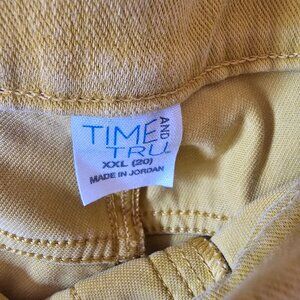 TIME AND
TRU
XXL (20)
MADE IN JORDAN